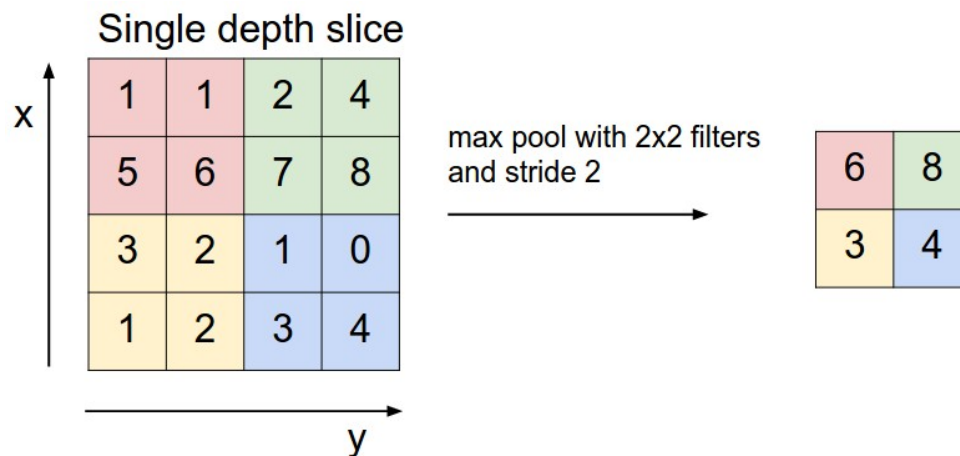 Single depth slice
x
1 1 2 4
5 6 7 8
3 2 1 0
1 2 3 4
y
max pool with 2x2 filters
and stride 2
6 8
3 4